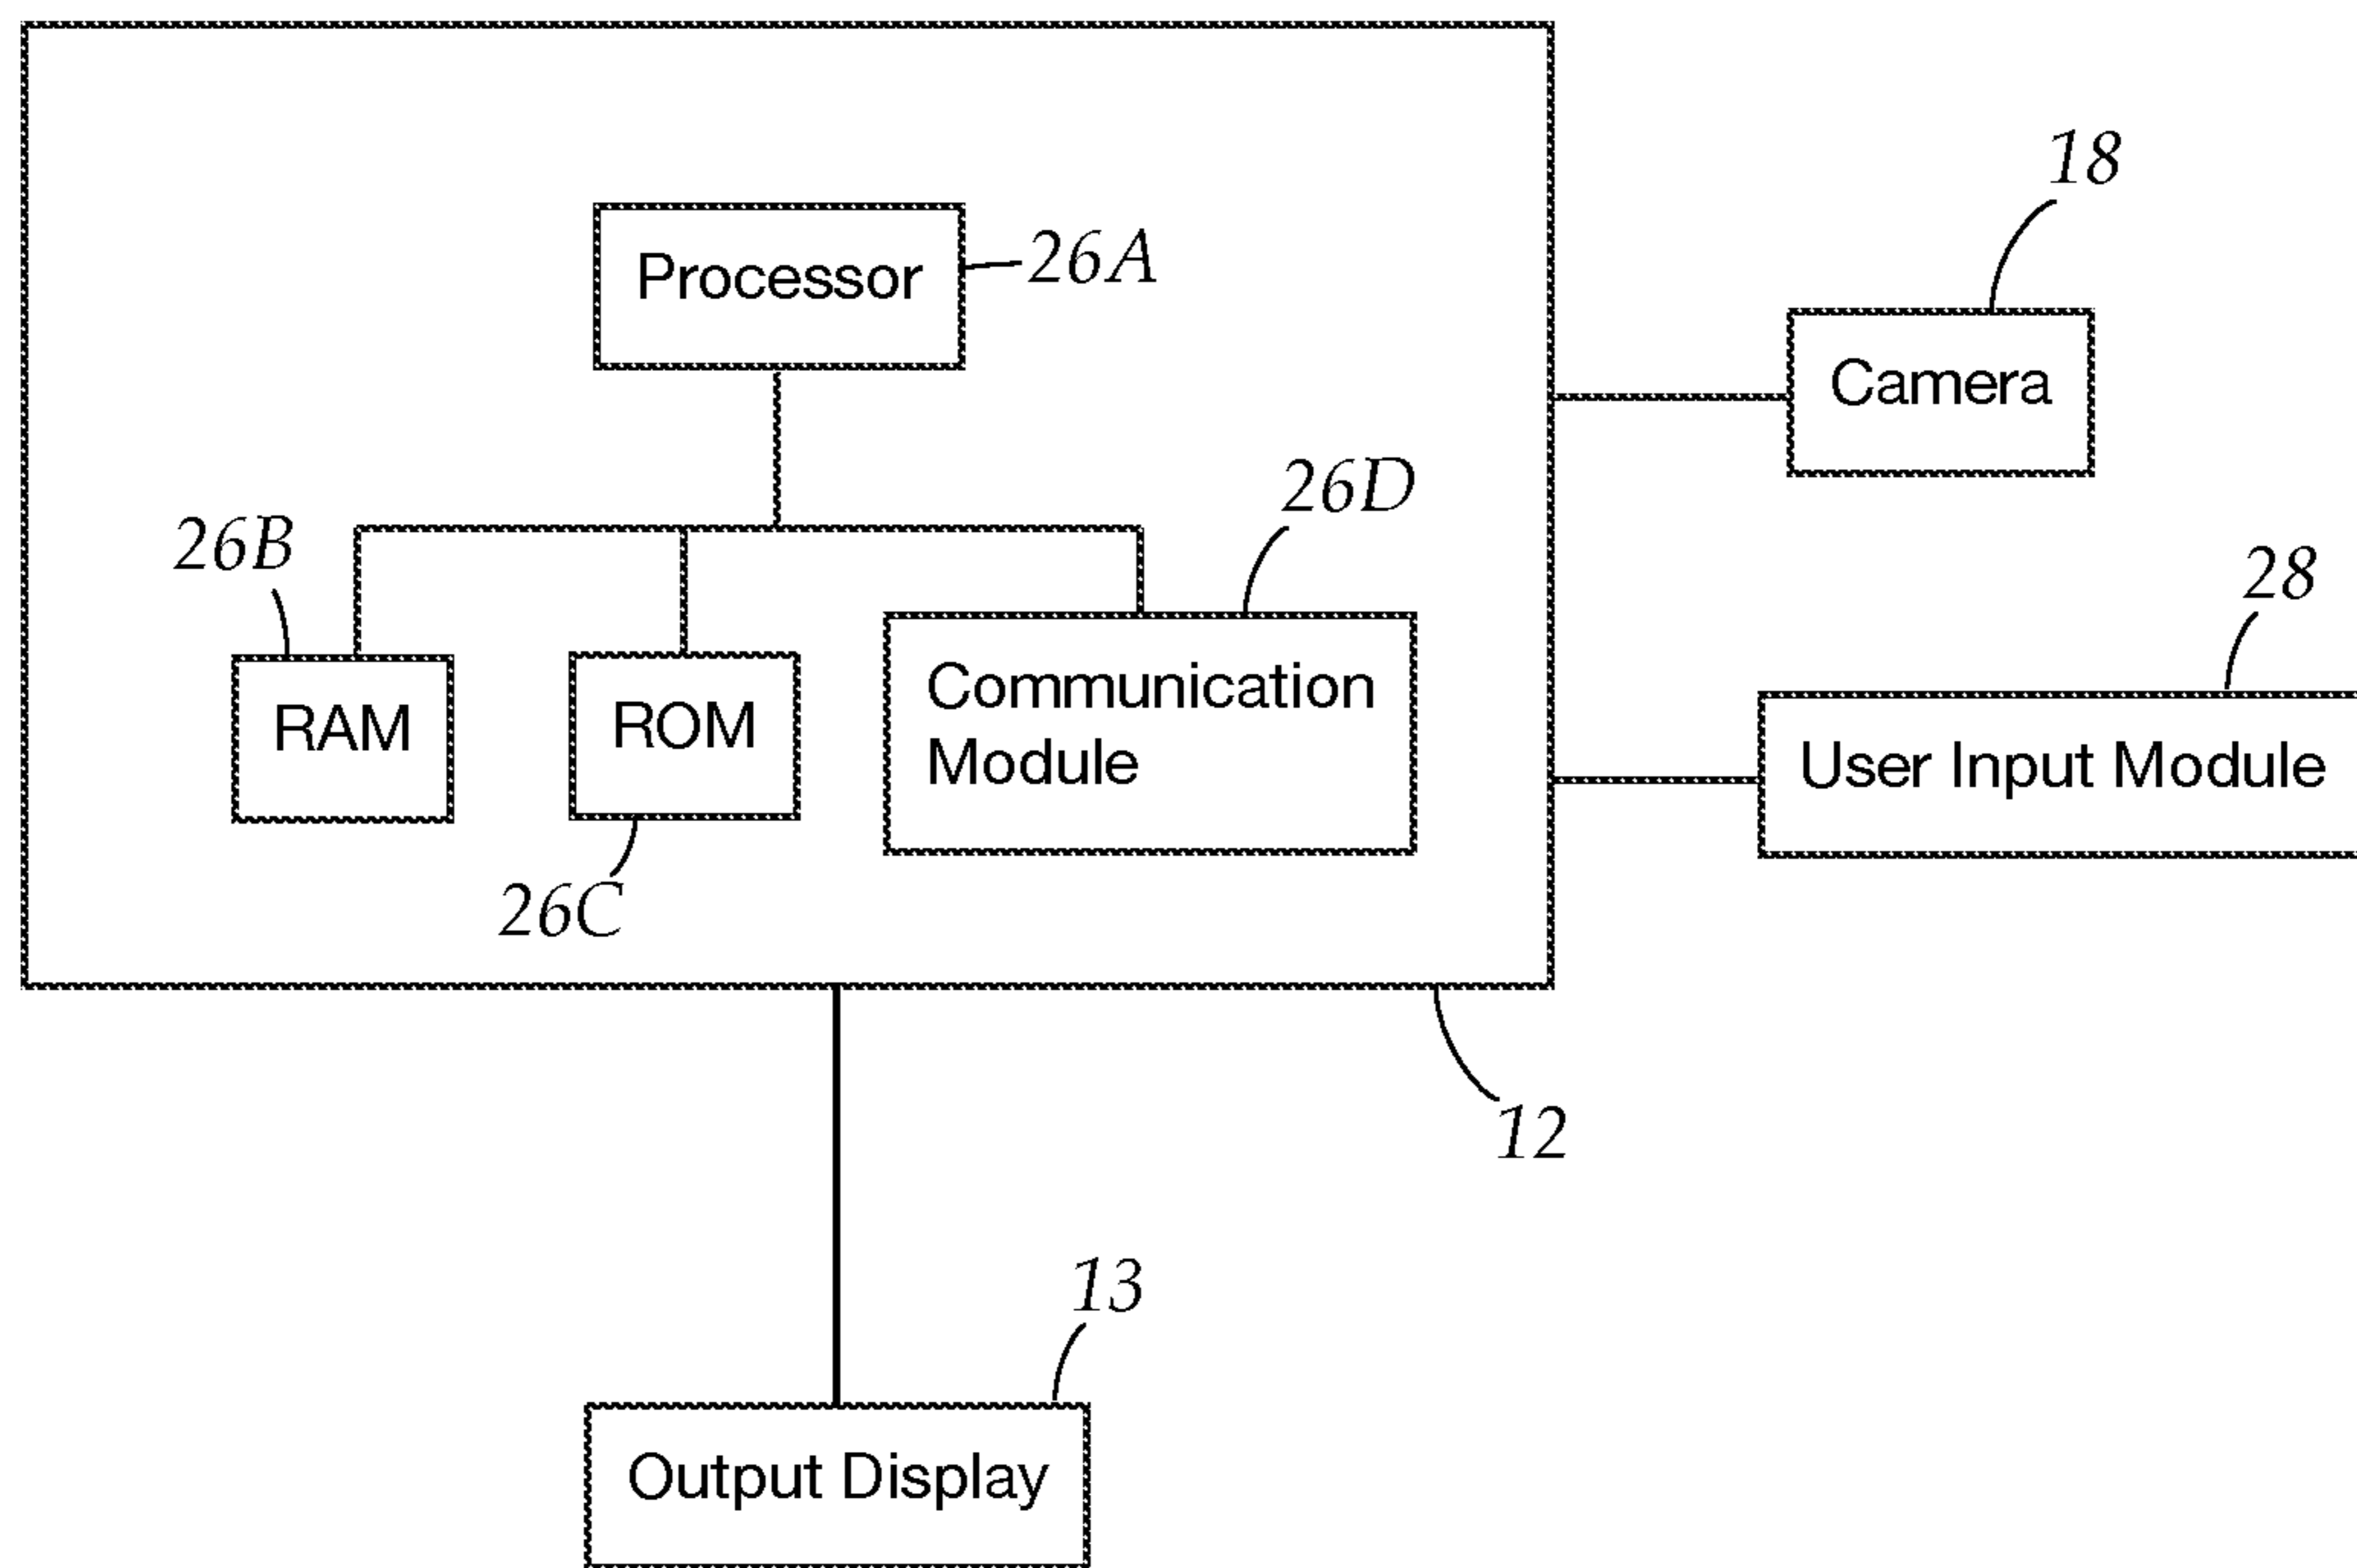 18
Processor
26A
Camera
26D
26B
28
RAM
ROM
Communication
Module
User Input Module
26C
12
13
Output Display